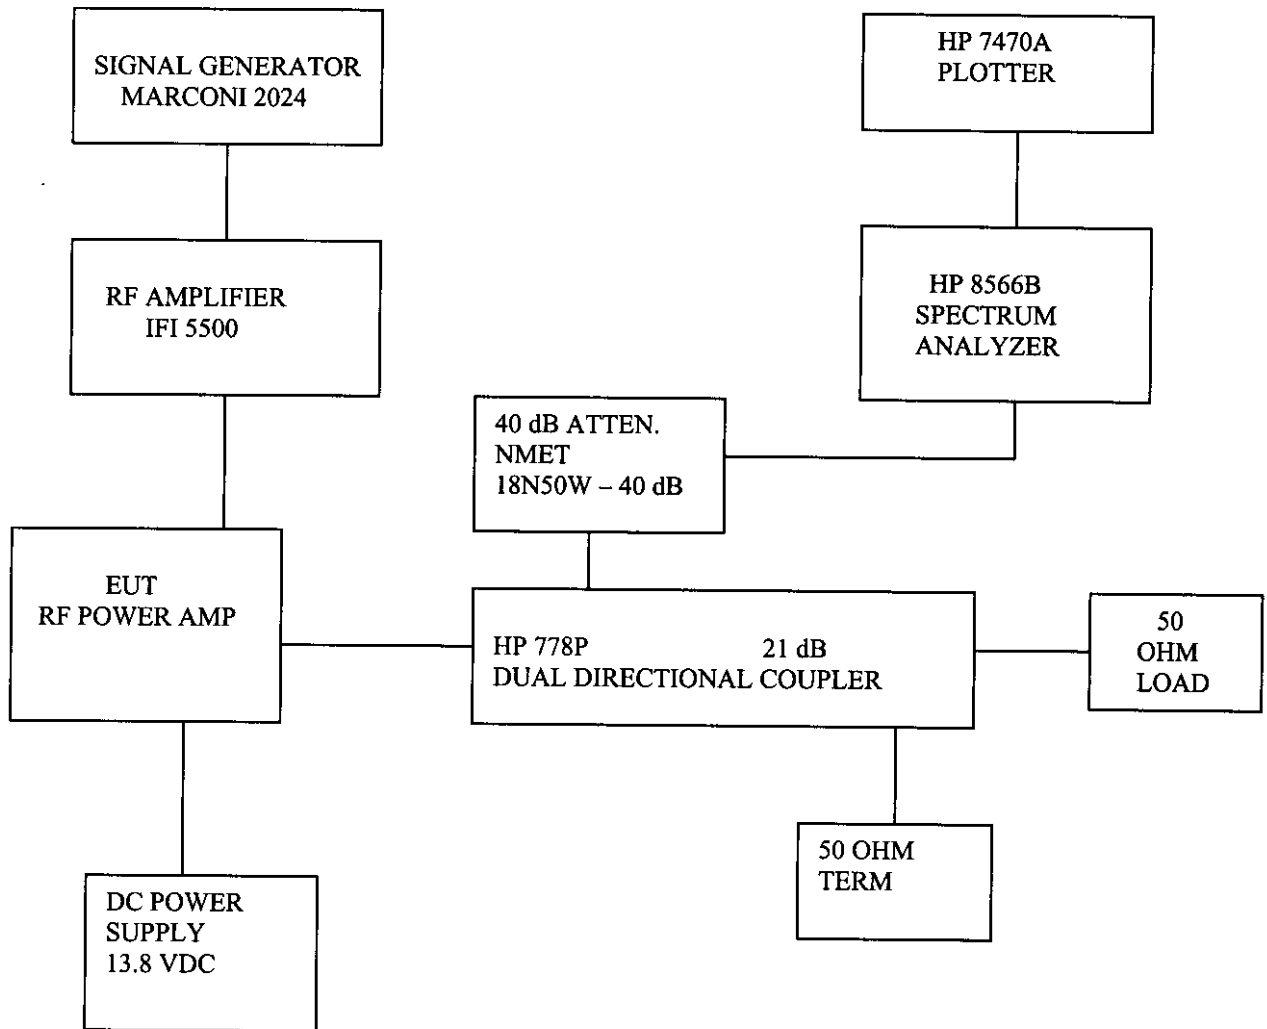 SIGNAL GENERATOR
MARCONI 2024
HP 7470A
PLOTTER
RF AMPLIFIER
IFI 5500
HP 8566B
SPECTRUM
ANALYZER
40 dB ATTEN.
NMET
18N50W – 40 dB
EUT
RF POWER AMP
HP 778P 21 dB
DUAL DIRECTIONAL COUPLER
50
OHM
LOAD
50 OHM
TERM
DC POWER
SUPPLY
13.8 VDC